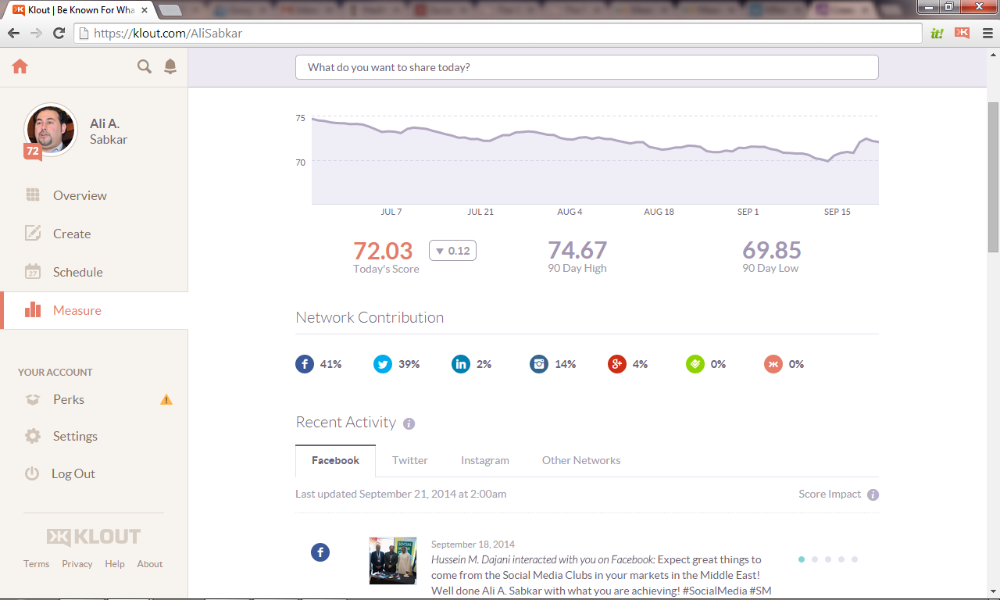 Klout | Be Known For Wha
https://klout.com/AliSabkar
it!
What do you want to share today?
Ali A.
Sabkar
72
Overview
Create
27
Schedule
Measure
YOUR ACCOUNT
Perks
Settings
Log Out
KLOUT
Terms Privacy Help About
75
70
JUL 7 JUL 21 AUG 4 AUG 18 SEP 1 SEP 15
72.03 ▼ 0.12 74.67 69.85
Today's Score 90 Day High 90 Day Low
Network Contribution
41% 39% 2% 14% 4% 0% 0%
Recent Activity
Facebook Twitter Instagram Other Networks
Last updated September 21, 2014 at 2:00am Score Impact
September 18, 2014
Hussein M. Dajani interacted with you on Facebook: Expect great things to
come from the Social Media Clubs in your markets in the Middle East!
Well done Ali A. Sabkar with what you are achieving! #SocialMedia #SM
SOCIAL